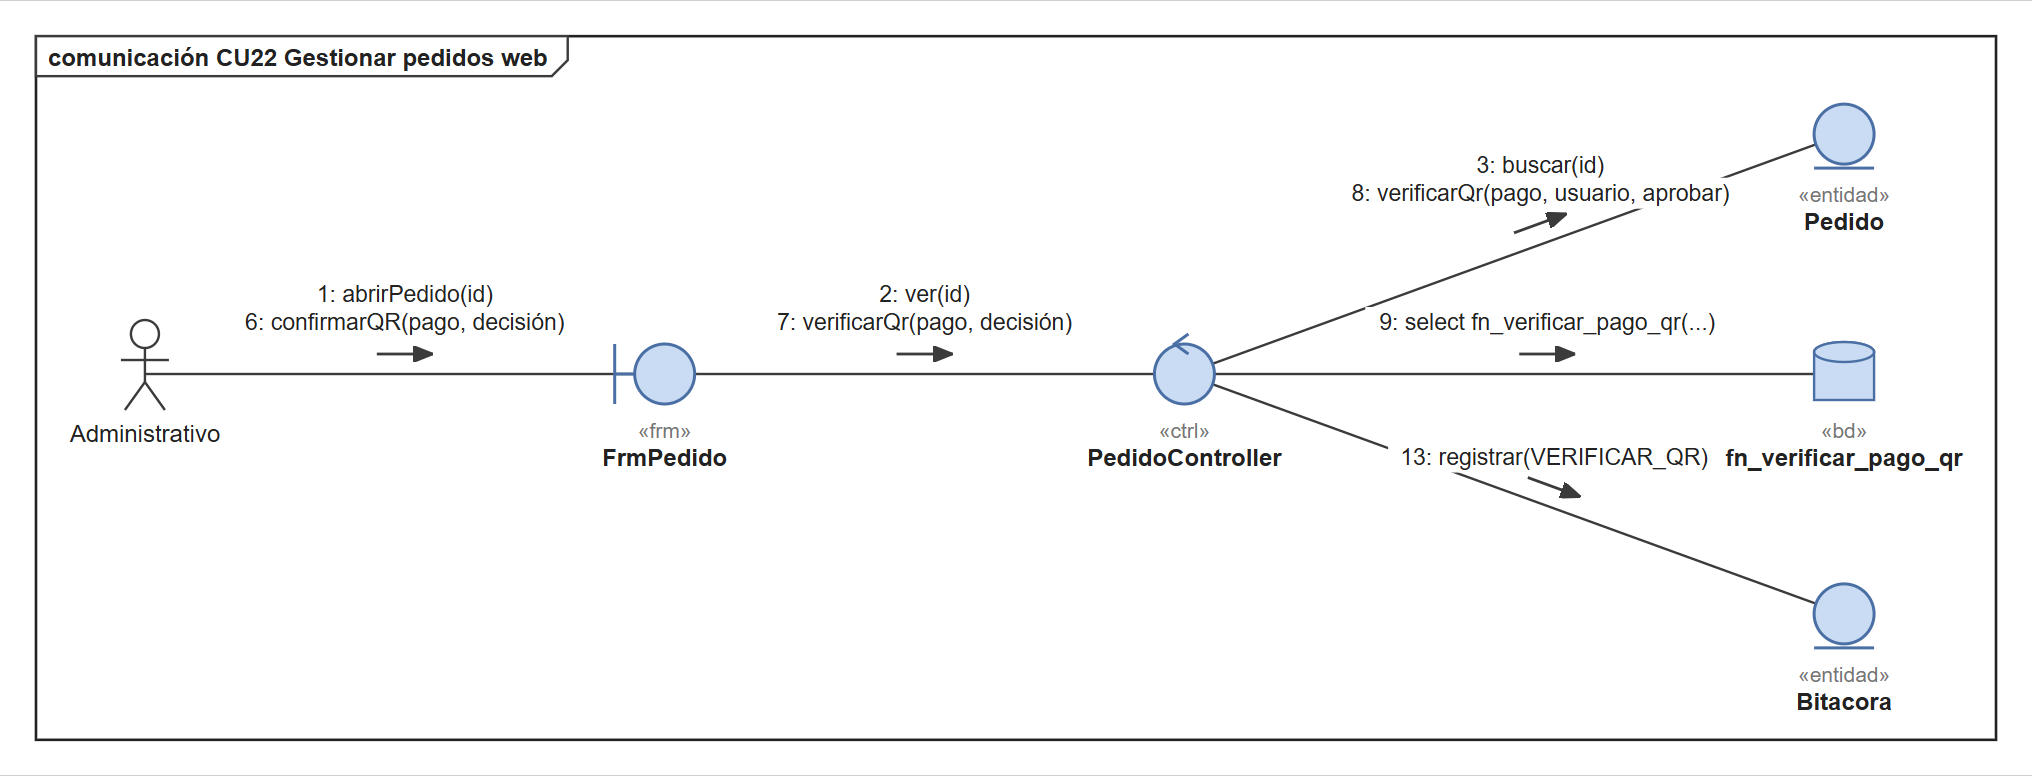 comunicación CU22 Gestionar pedidos web
3: buscar(id)
8: verificarQr(pago, usuario, aprobar)
«entidad»
Pedido
1: abrirPedido(id)
6: confirmarQR(pago, decisión)
2: ver(id)
7: verificarQr(pago, decisión)
9: select fn_verificar_pago_qr(...)
Administrativo
«frm»
FrmPedido
«ctrl»
PedidoController
13: registrar(VERIFICAR_QR)
«bd»
fn_verificar_pago_qr
«entidad»
Bitacora